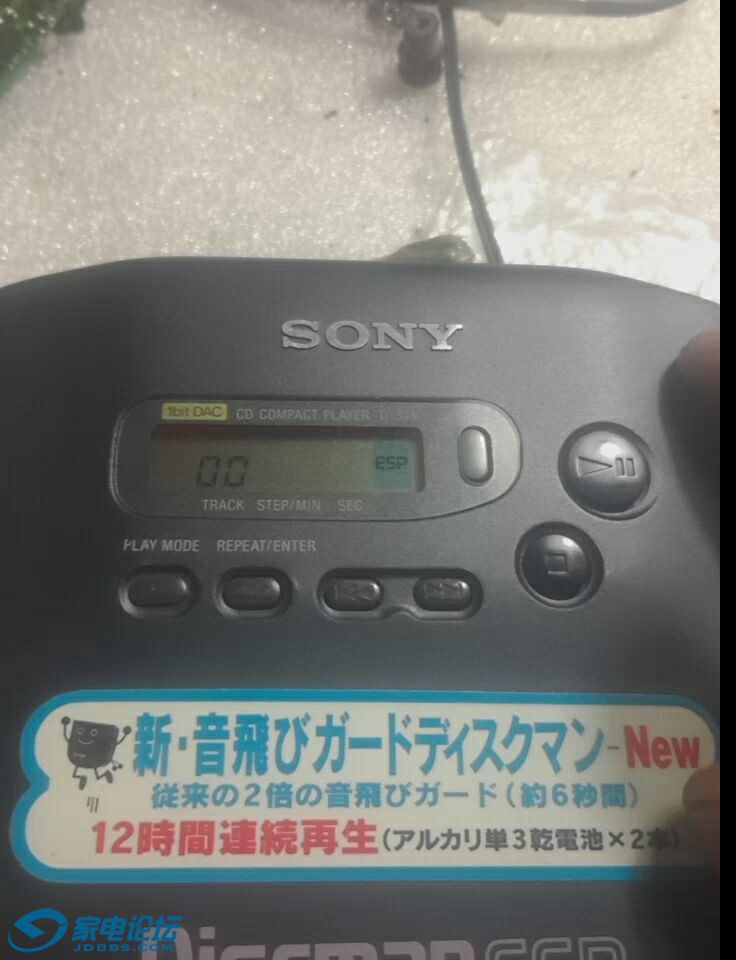 SONY
1bit DAC CD COMPACT PLAYER
00 ESP
TRACK STEP/MIN SEC
PLAY MODE REPEAT/ENTER
新・音飛びガードディスクマン-New
従来の2倍の音飛びガード(約6秒間)
12時間連続再生(アルカリ単3乾電池×2本)
家电论坛
JDBBS.COM
Discman ESP